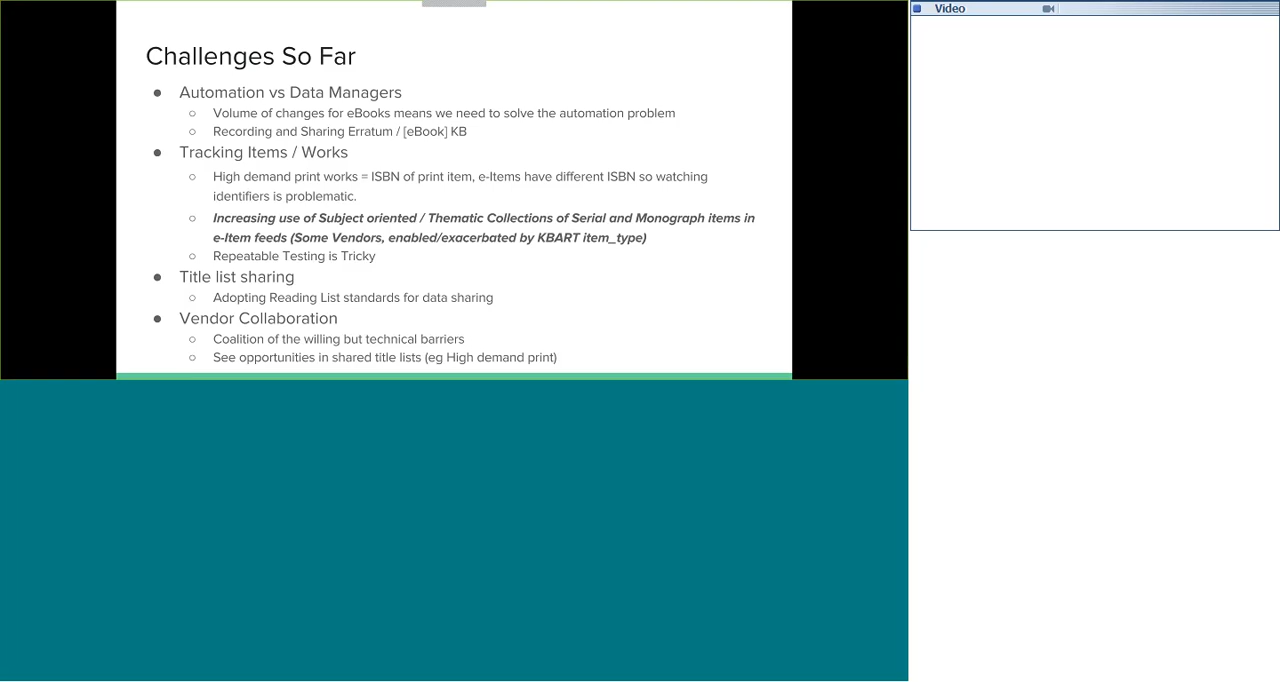 Video
Challenges So Far
● Automation vs Data Managers
○ Volume of changes for eBooks means we need to solve the automation problem
○ Recording and Sharing Erratum / [eBook] KB
● Tracking Items / Works
○ High demand print works = ISBN of print item, e-Items have different ISBN so watching
identifiers is problematic.
○ Increasing use of Subject oriented / Thematic Collections of Serial and Monograph items in
e-Item feeds (Some Vendors, enabled/exacerbated by KBART item_type)
○ Repeatable Testing is Tricky
● Title list sharing
○ Adopting Reading List standards for data sharing
● Vendor Collaboration
○ Coalition of the willing but technical barriers
○ See opportunities in shared title lists (eg High demand print)